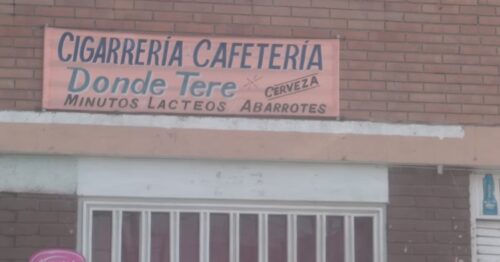 CIGARRERÍA CAFETERÍA
Donde Tere CERVEZA
MINUTOS LACTEOS ABARROTES